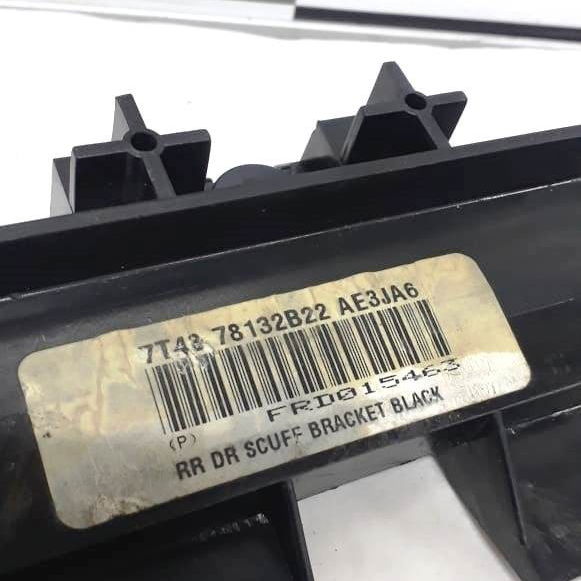 7T43 78132B22 AE3JA6
FRD015463
(P)
RR DR SCUFF BRACKET BLACK